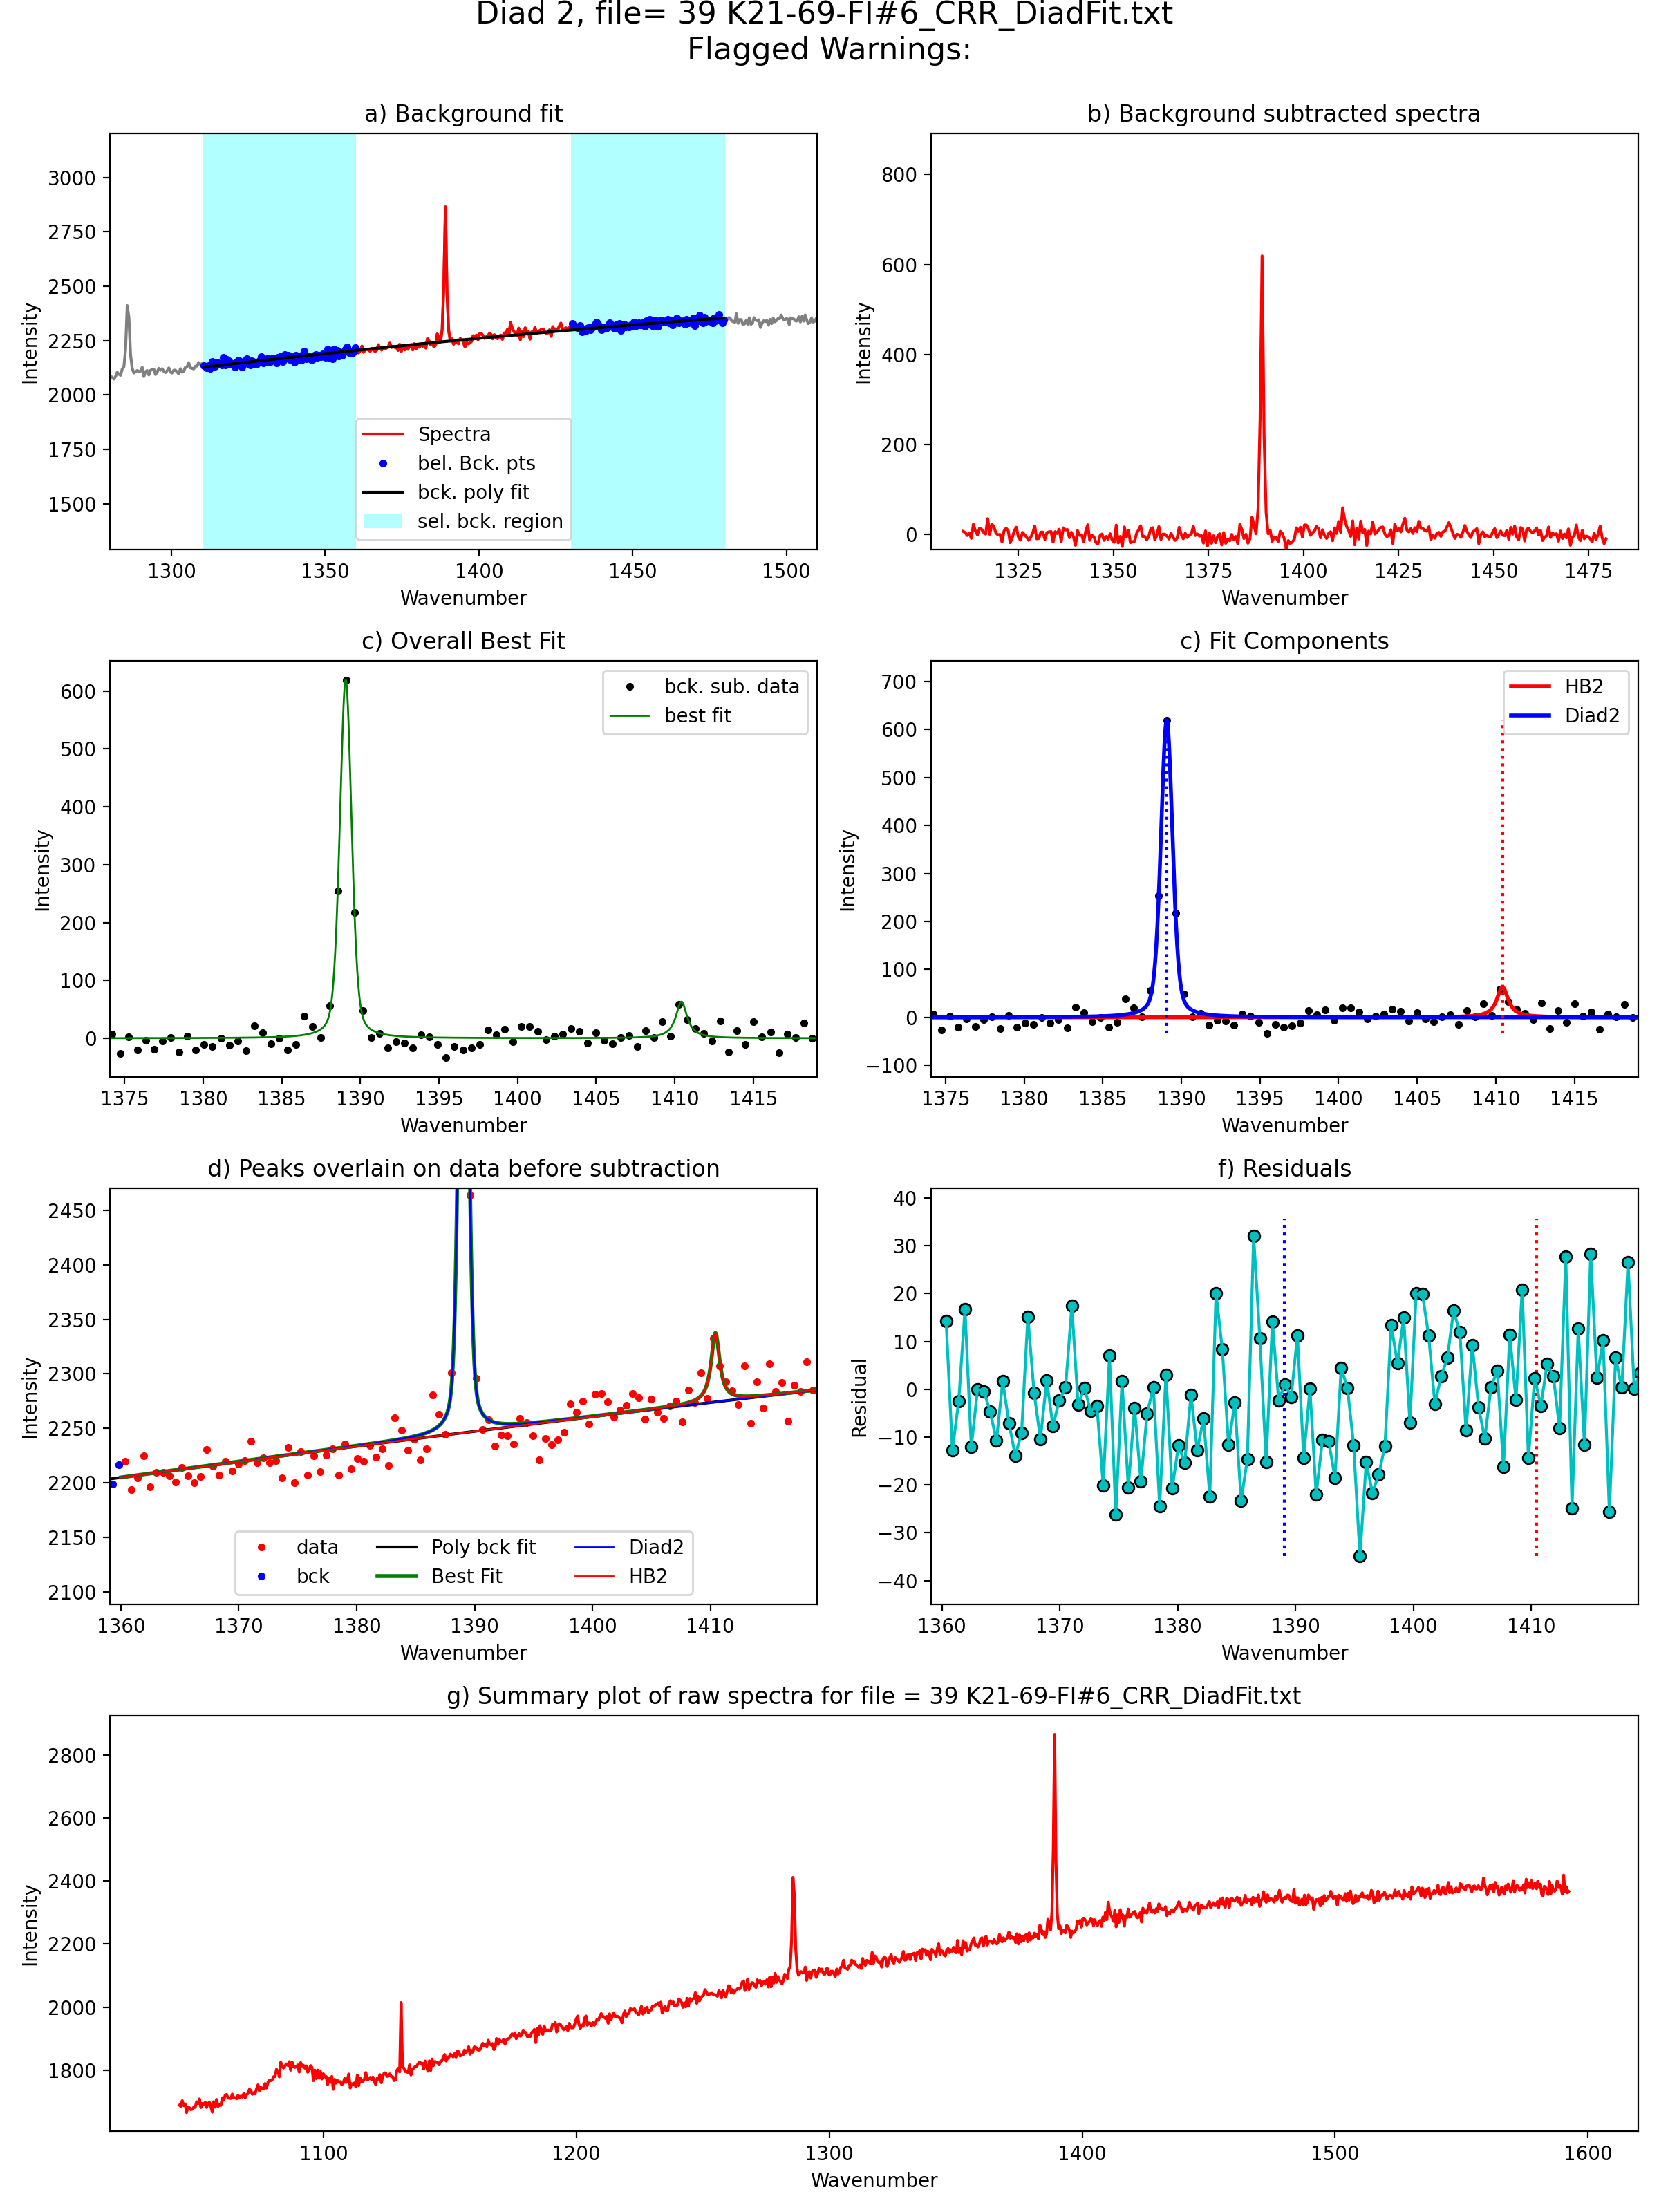 Diad 2, file= 39 K21-69-FI#6_CRR_DiadFit.txt
Flagged Warnings:
a) Background fit
Intensity
3000
2750
2500
2250
2000
1750
1500
Spectra
bel. Bck. pts
bck. poly fit
sel. bck. region
1300 1350 1400 1450 1500
Wavenumber
b) Background subtracted spectra
Intensity
800
600
400
200
0
1325 1350 1375 1400 1425 1450 1475
Wavenumber
c) Overall Best Fit
Intensity
600
500
400
300
200
100
0
bck. sub. data
best fit
1375 1380 1385 1390 1395 1400 1405 1410 1415
Wavenumber
c) Fit Components
Intensity
700
600
500
400
300
200
100
0
−100
HB2
Diad2
1375 1380 1385 1390 1395 1400 1405 1410 1415
Wavenumber
d) Peaks overlain on data before subtraction
Intensity
2450
2400
2350
2300
2250
2200
2150
2100
data Poly bck fit Diad2
bck Best Fit HB2
1360 1370 1380 1390 1400 1410
Wavenumber
f) Residuals
Residual
40
30
20
10
0
−10
−20
−30
−40
1360 1370 1380 1390 1400 1410
Wavenumber
g) Summary plot of raw spectra for file = 39 K21-69-FI#6_CRR_DiadFit.txt
Intensity
2800
2600
2400
2200
2000
1800
1100 1200 1300 1400 1500 1600
Wavenumber